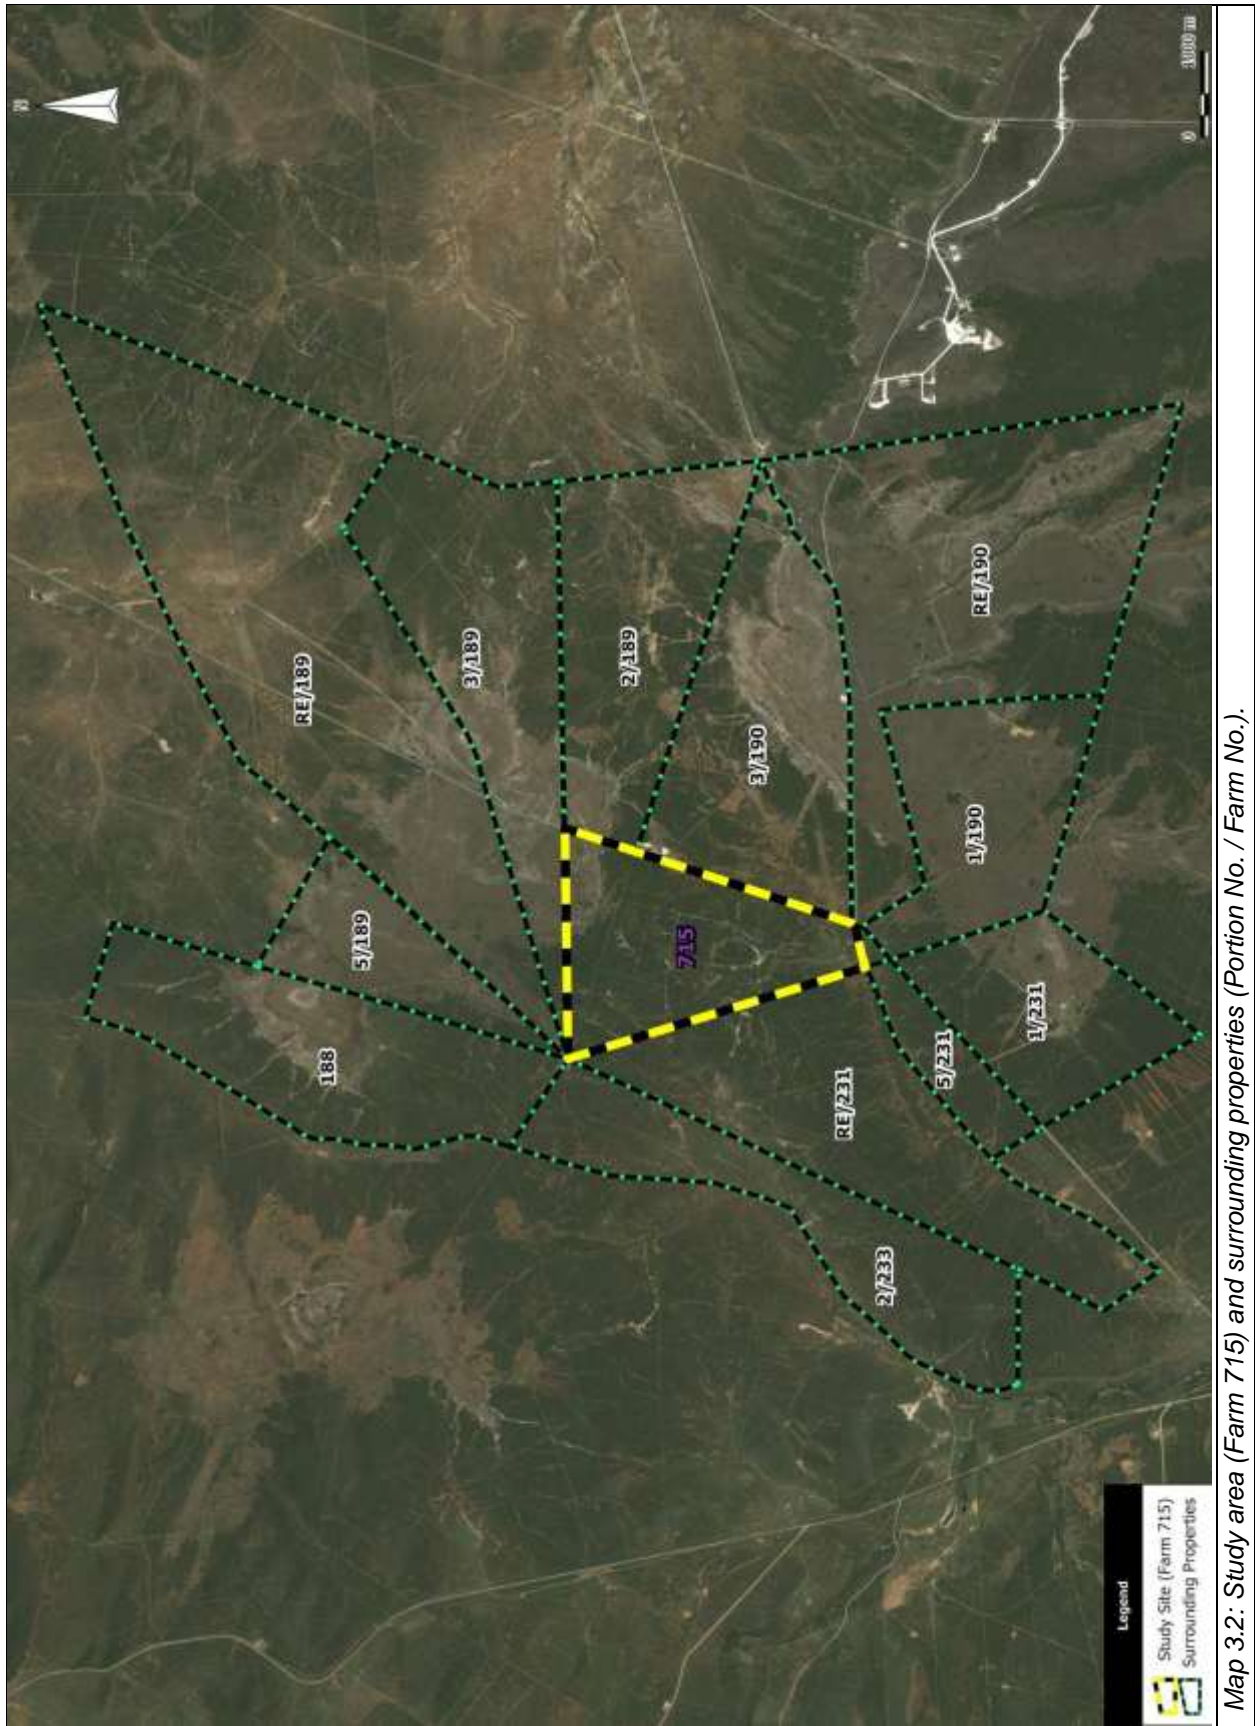 N
RE/189
5/189
188
3/189
2/189
3/190
715
RE/190
1/190
RE/231
5/231
1/231
2/233
0 1000 m
Legend
Study Site (Farm 715)
Surrounding Properties
Map 3.2: Study area (Farm 715) and surrounding properties (Portion No. / Farm No.).